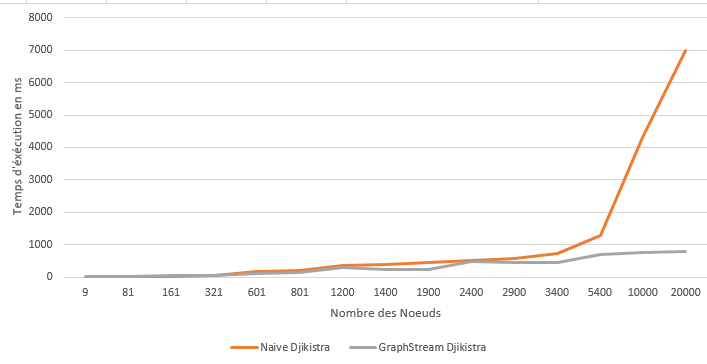 8000
7000
6000
5000
4000
3000
2000
1000
0
Temps d'éxécution en ms
9 81 161 321 601 801 1200 1400 1900 2400 2900 3400 5400 10000 20000
Nombre des Noeuds
Naive Djikistra GraphStream Djikistra